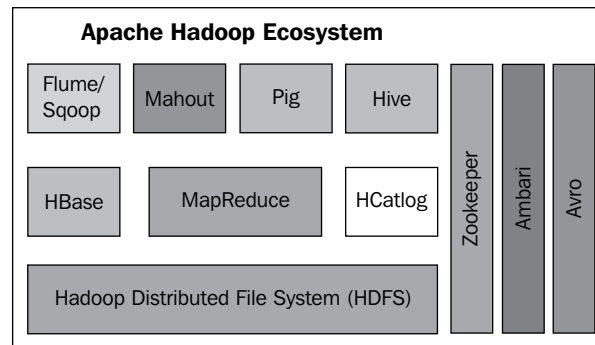 Apache Hadoop Ecosystem
Flume/
Sqoop
Mahout
Pig
Hive
HBase
MapReduce
HCatlog
Hadoop Distributed File System (HDFS)
Zookeeper
Ambari
Avro